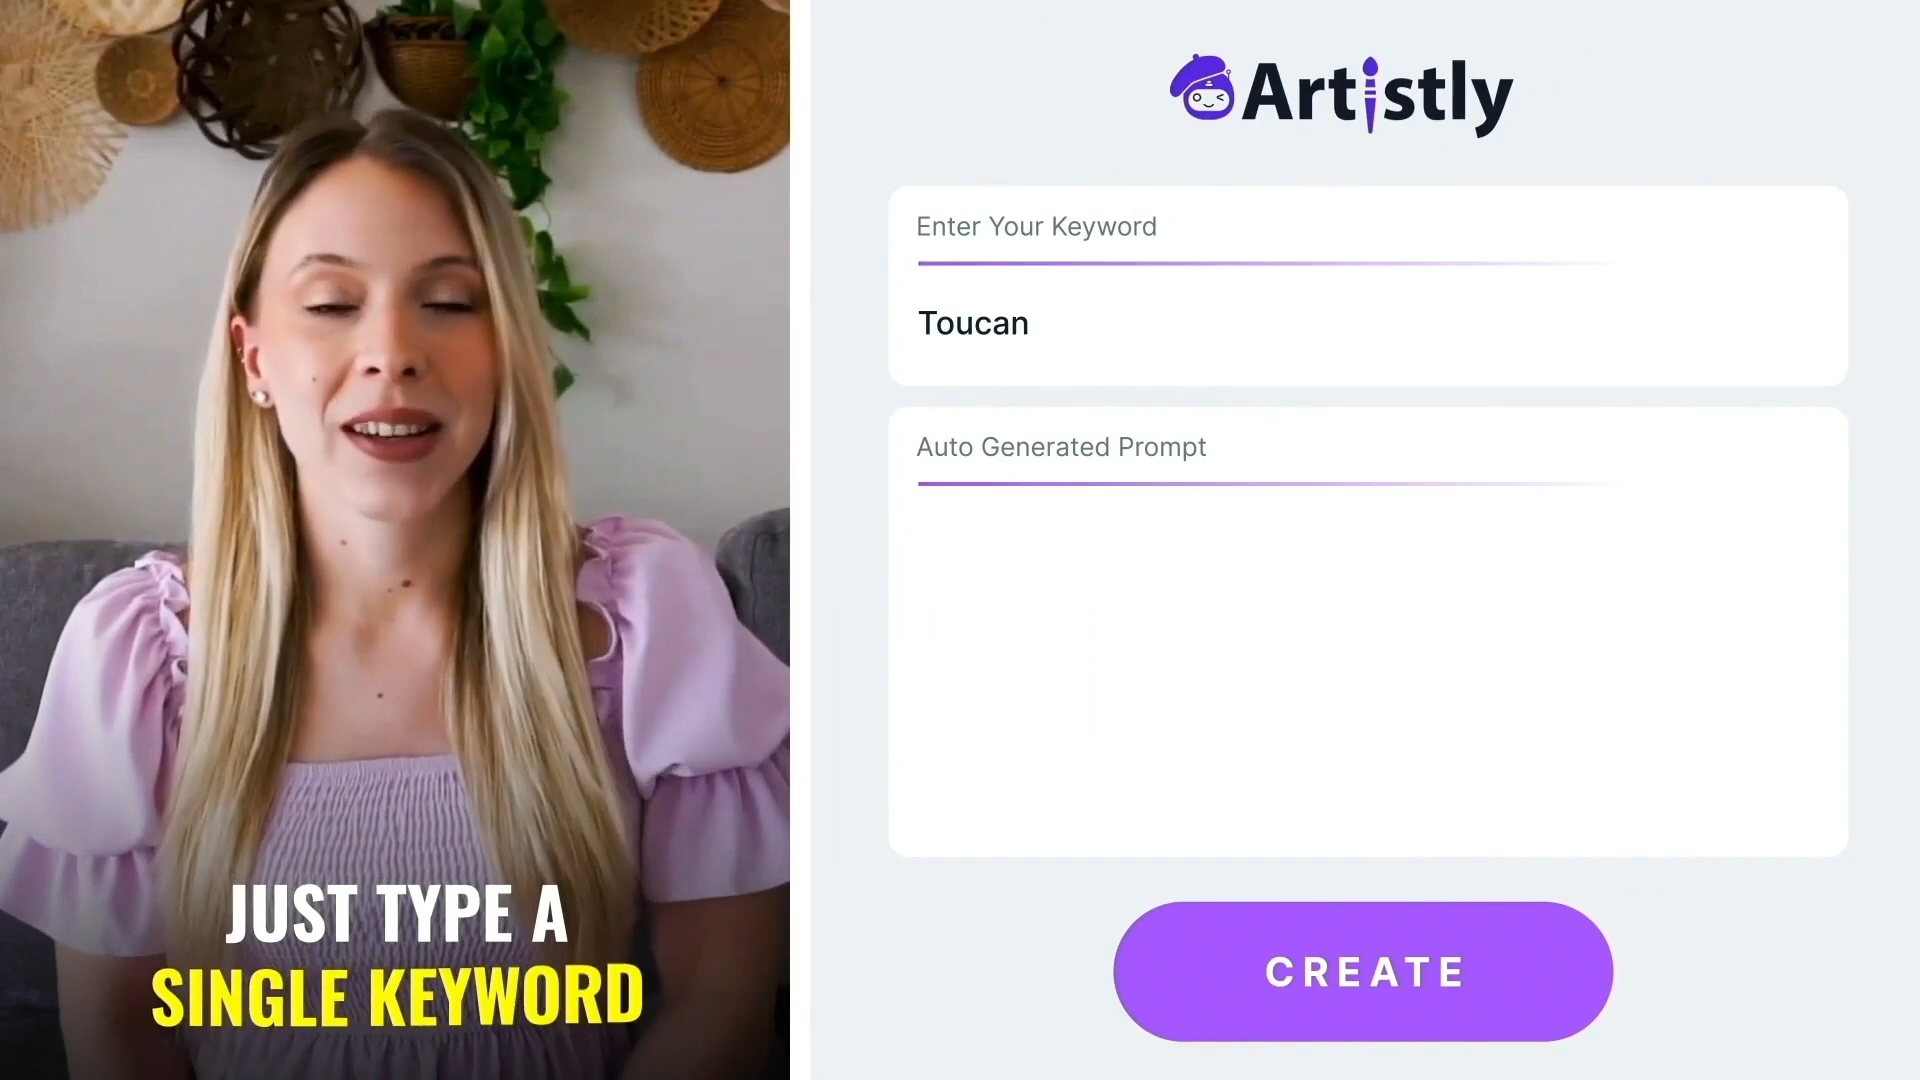 JUST TYPE A
SINGLE KEYWORD
Artistly
Enter Your Keyword
Toucan
Auto Generated Prompt
CREATE